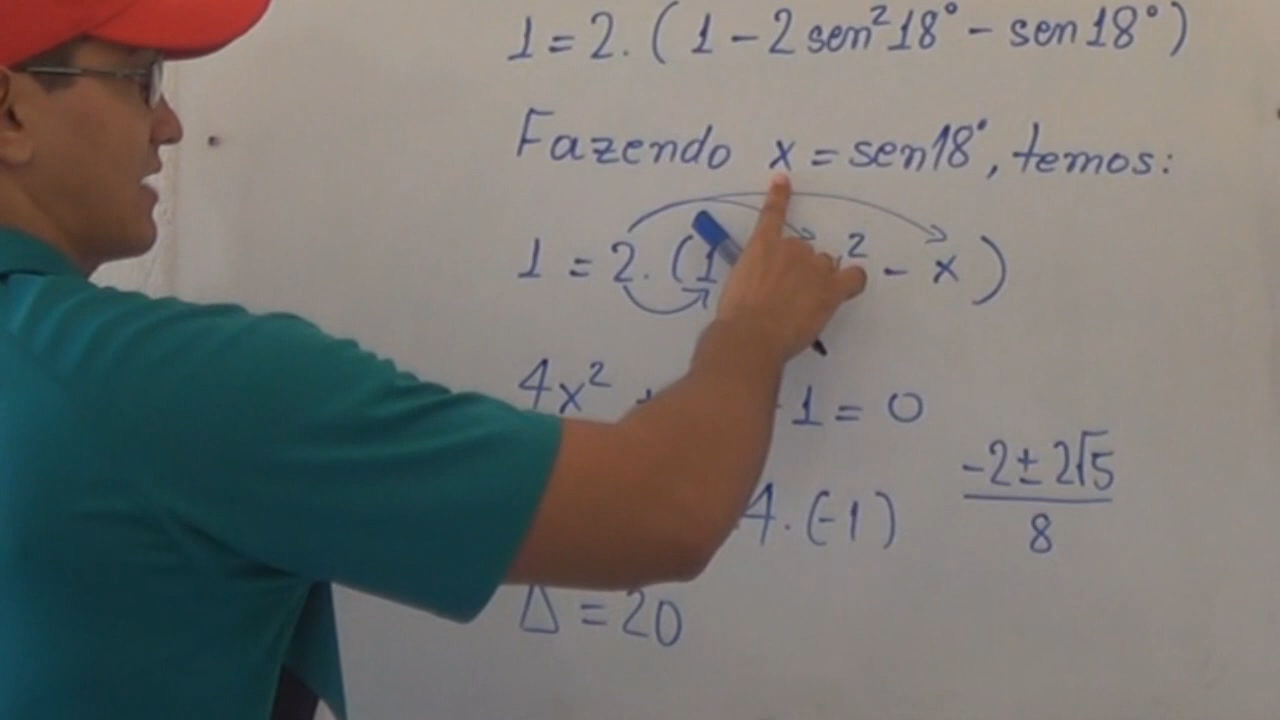 1 = 2. ( 1 - 2 sen² 18° - sen 18° )
Fazendo x = sen 18°, temos:
1 = 2. ( 1 ² - x )
4x² + 1 = 0
4. (-1)
-2 ± 2√5
8
Δ = 20